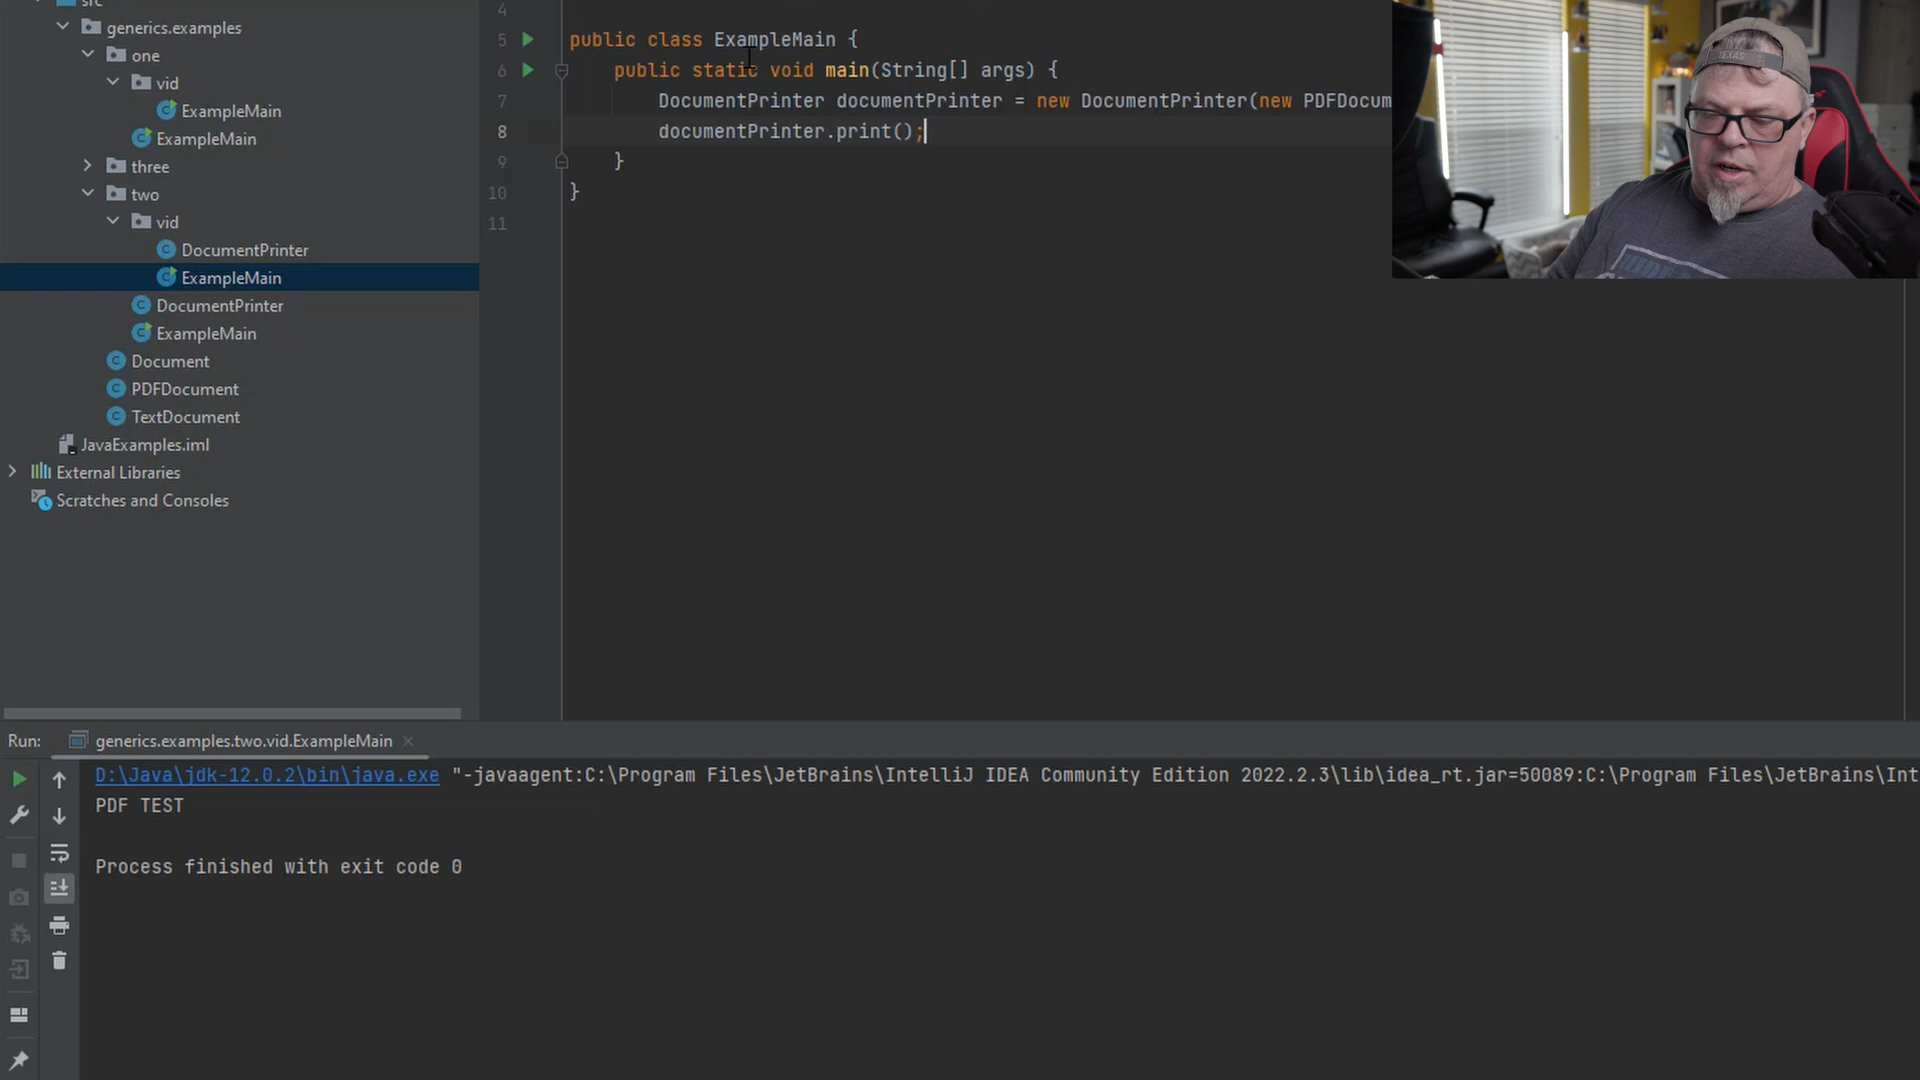 src
generics.examples
one
vid
ExampleMain
ExampleMain
three
two
vid
DocumentPrinter
ExampleMain
DocumentPrinter
ExampleMain
Document
PDFDocument
TextDocument
JavaExamples.iml
External Libraries
Scratches and Consoles
4
5 public class ExampleMain {
6 public static void main(String[] args) {
7 DocumentPrinter documentPrinter = new DocumentPrinter(new PDFDocum
8 documentPrinter.print();
9 }
10 }
11
TEXAS
Run: generics.examples.two.vid.ExampleMain
D:\Java\jdk-12.0.2\bin\java.exe "-javaagent:C:\Program Files\JetBrains\IntelliJ IDEA Community Edition 2022.2.3\lib\idea_rt.jar=50089:C:\Program Files\JetBrains\Int
PDF TEST
Process finished with exit code 0